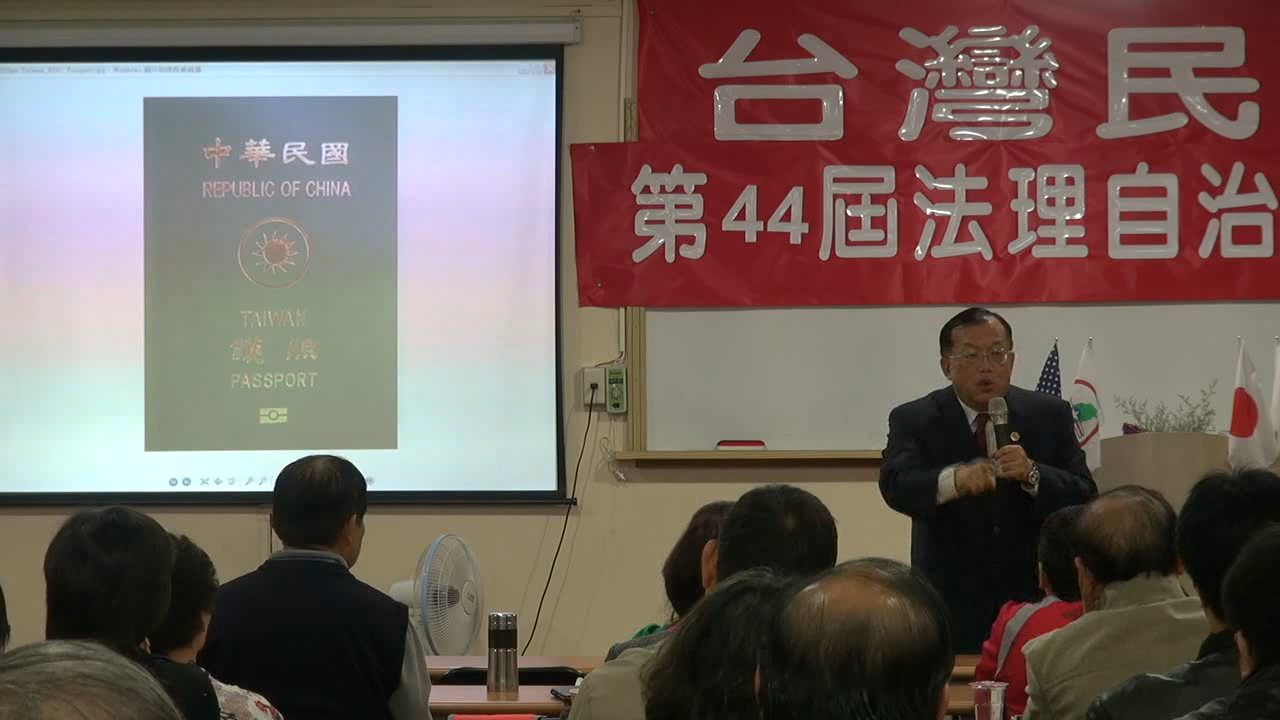 中華民國
REPUBLIC OF CHINA
TAIWAN
護照
PASSPORT
台灣民
第44屆法理自治